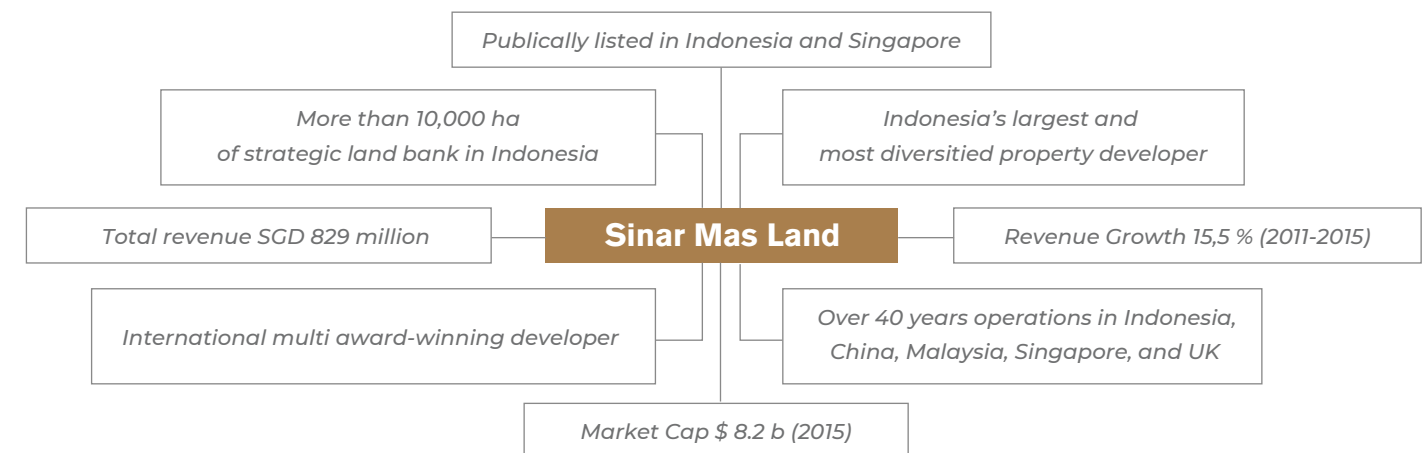 Publically listed in Indonesia and Singapore
More than 10,000 ha
of strategic land bank in Indonesia
Indonesia's largest and
most diversitied property developer
Total revenue SGD 829 million
Sinar Mas Land
Revenue Growth 15,5 % (2011-2015)
International multi award-winning developer
Over 40 years operations in Indonesia,
China, Malaysia, Singapore, and UK
Market Cap $ 8.2 b (2015)